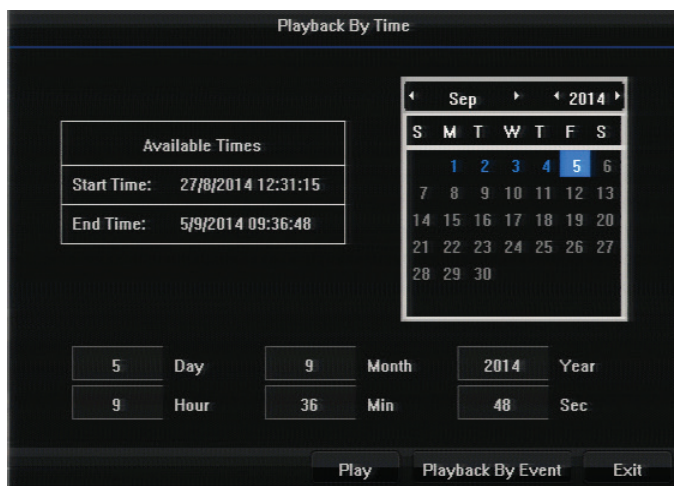 Playback By Time
Sep 2014
S M T W T F S
1 2 3 4 5 6
7 8 9 10 11 12 13
14 15 16 17 18 19 20
21 22 23 24 25 26 27
28 29 30
Available Times
Start Time: 27/8/2014 12:31:15
End Time: 5/9/2014 09:36:48
5 Day 9 Month 2014 Year
9 Hour 36 Min 48 Sec
Play Playback By Event Exit